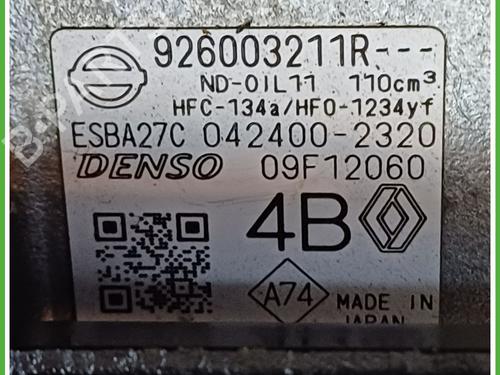 926003211R---
ND-OIL11 110cm³
HFC-134a/HFO-1234yf
ESBA27C 042400-2320
DENSO 09F12060
4B
A74 MADE IN
JAPAN